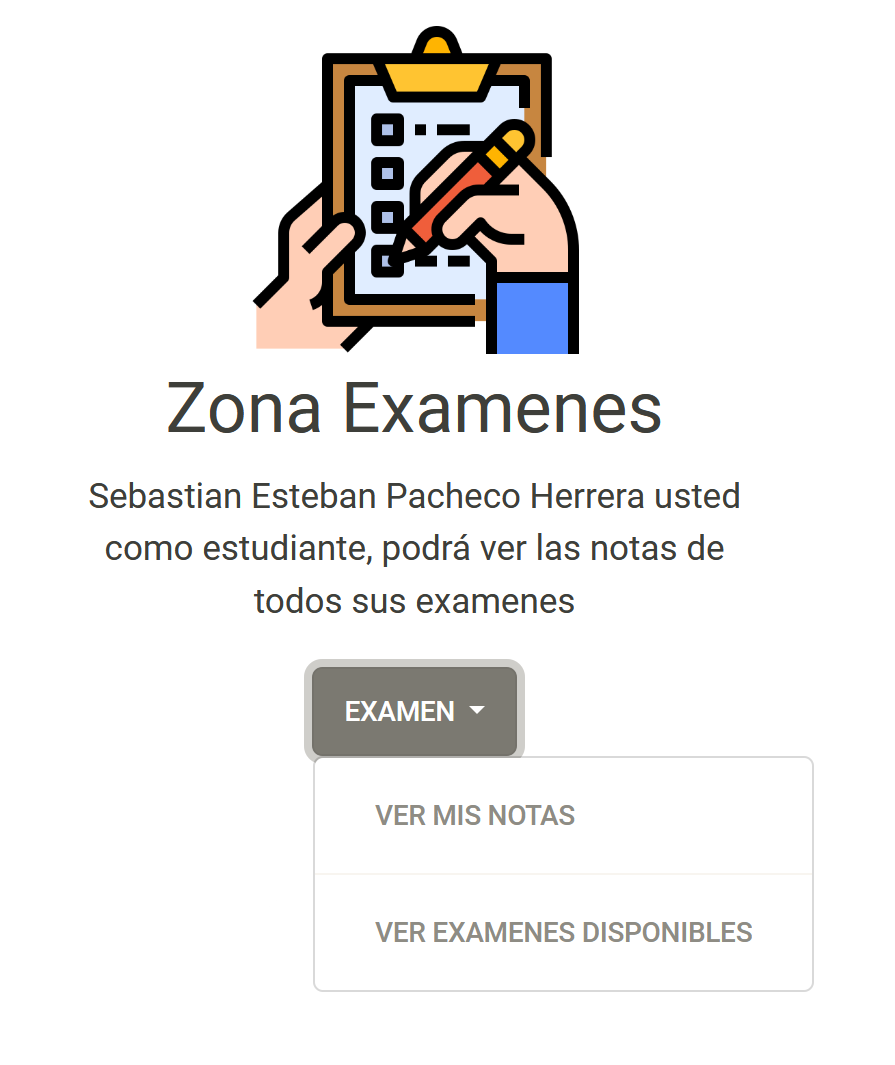 Zona Examenes
Sebastian Esteban Pacheco Herrera usted
como estudiante, podrá ver las notas de
todos sus examenes
EXAMEN
VER MIS NOTAS
VER EXAMENES DISPONIBLES